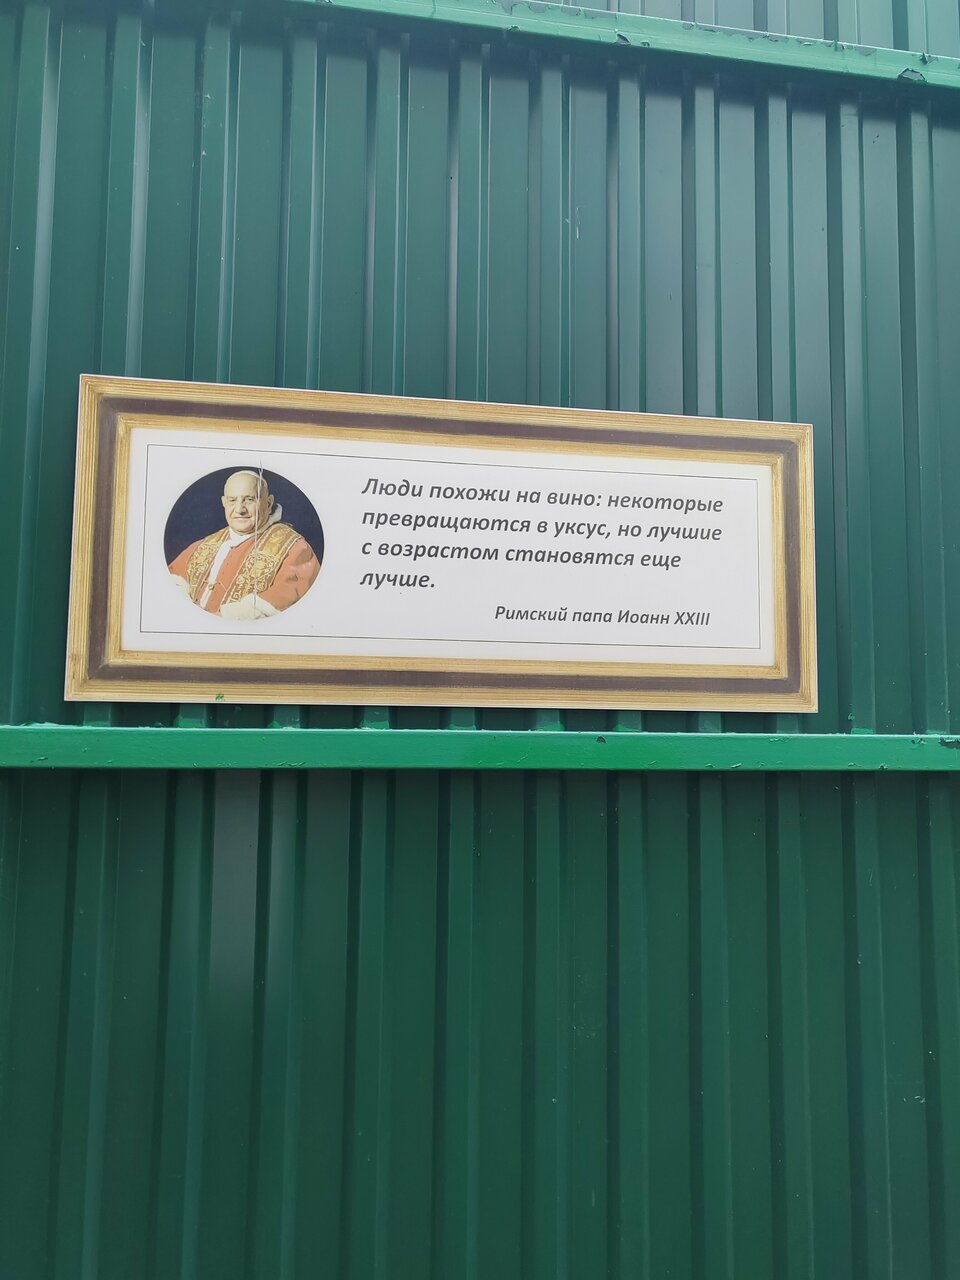 Люди похожи на вино: некоторые
превращаются в уксус, но лучшие
с возрастом становятся еще
лучше.
Римский папа Иоанн XXIII